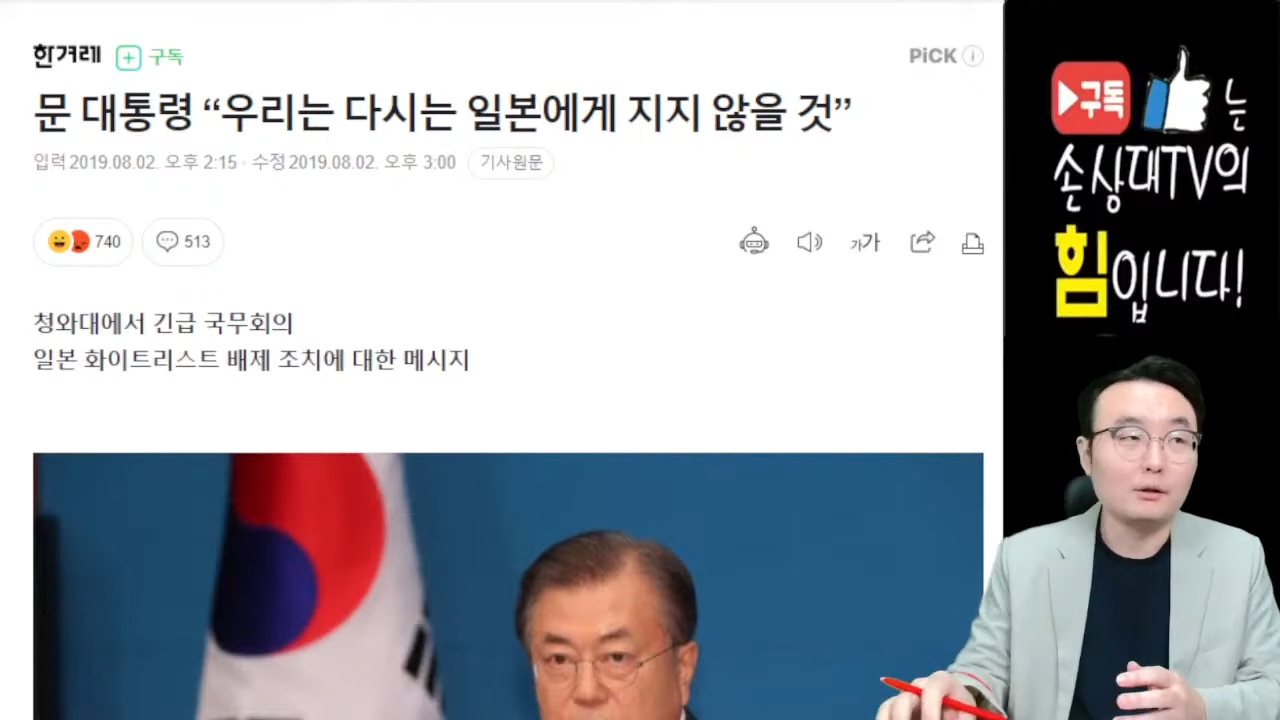 한겨레 구독
PiCK
문 대통령 “우리는 다시는 일본에게 지지 않을 것”
입력 2019.08.02. 오후 2:15 · 수정 2019.08.02. 오후 3:00 기사원문
740 513
가가
청와대에서 긴급 국무회의
일본 화이트리스트 배제 조치에 대한 메시지
구독 는
손상대TV의
힘입니다!